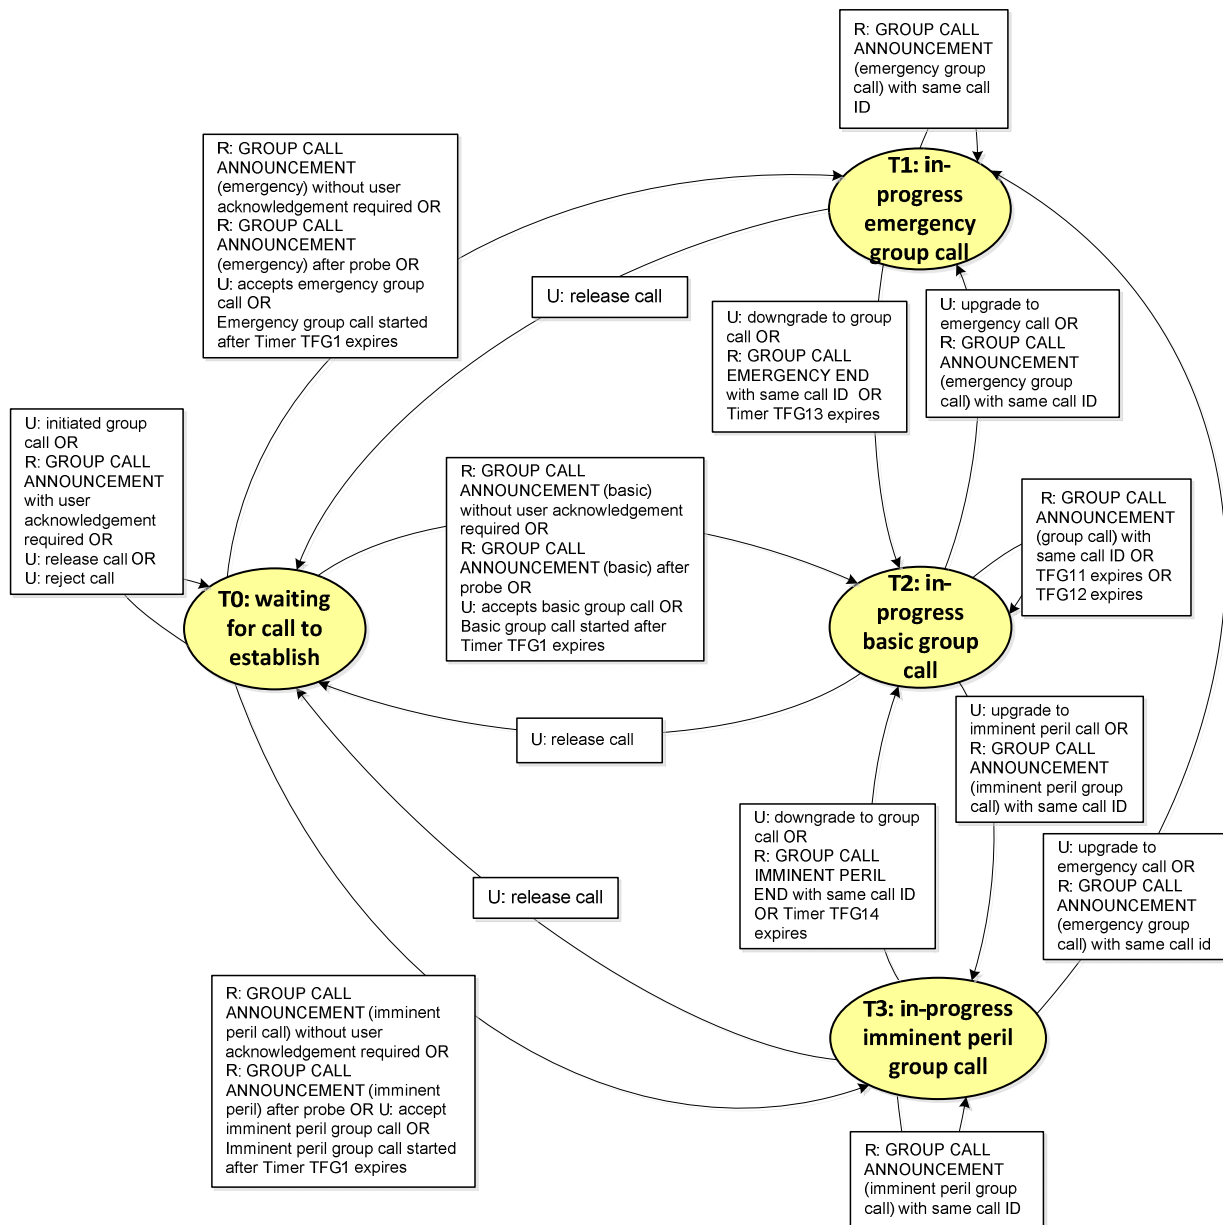 R: GROUP CALL
ANNOUNCEMENT
(emergency group
call) with same call
ID
R: GROUP CALL
ANNOUNCEMENT
(emergency) without user
acknowledgement required OR
R: GROUP CALL
ANNOUNCEMENT
(emergency) after probe OR
U: accepts emergency group
call OR
Emergency group call started
after Timer TFG1 expires
T1: in-
progress
emergency
group call
U: release call
U: downgrade to group
call OR
R: GROUP CALL
EMERGENCY END
with same call ID OR
Timer TFG13 expires
U: upgrade to
emergency call OR
R: GROUP CALL
ANNOUNCEMENT
(emergency group
call) with same call ID
U: initiated group
call OR
R: GROUP CALL
ANNOUNCEMENT
with user
acknowledgement
required OR
U: release call OR
U: reject call
R: GROUP CALL
ANNOUNCEMENT (basic)
without user acknowledgement
required OR
R: GROUP CALL
ANNOUNCEMENT (basic) after
probe OR
U: accepts basic group call OR
Basic group call started after
Timer TFG1 expires
R: GROUP CALL
ANNOUNCEMENT
(group call) with
same call ID OR
TFG11 expires OR
TFG12 expires
T0: waiting
for call to
establish
T2: in-
progress
basic group
call
U: release call
U: upgrade to
imminent peril call OR
R: GROUP CALL
ANNOUNCEMENT
(imminent peril group
call) with same call ID
U: downgrade to group
call OR
R: GROUP CALL
IMMINENT PERIL
END with same call ID
OR Timer TFG14
expires
U: upgrade to
emergency call OR
R: GROUP CALL
ANNOUNCEMENT
(emergency group
call) with same call id
U: release call
R: GROUP CALL
ANNOUNCEMENT (imminent
peril call) without user
acknowledgement required OR
R: GROUP CALL
ANNOUNCEMENT (imminent
peril) after probe OR U: accept
imminent peril group call OR
Imminent peril group call started
after Timer TFG1 expires
T3: in-progress
imminent peril
group call
R: GROUP CALL
ANNOUNCEMENT
(imminent peril group
call) with same call ID